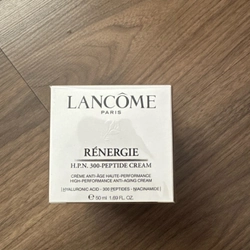 LANCÔME
PARIS
RÉNERGIE
H.P.N. 300-PEPTIDE CREAM
CRÈME ANTI-ÂGE HAUTE-PERFORMANCE
HIGH-PERFORMANCE ANTI-AGING CREAM
[HYALURONIC ACID - 300 PEPTIDES - NIACINAMIDE]
e 50 ml 1.69 FL. OZ.